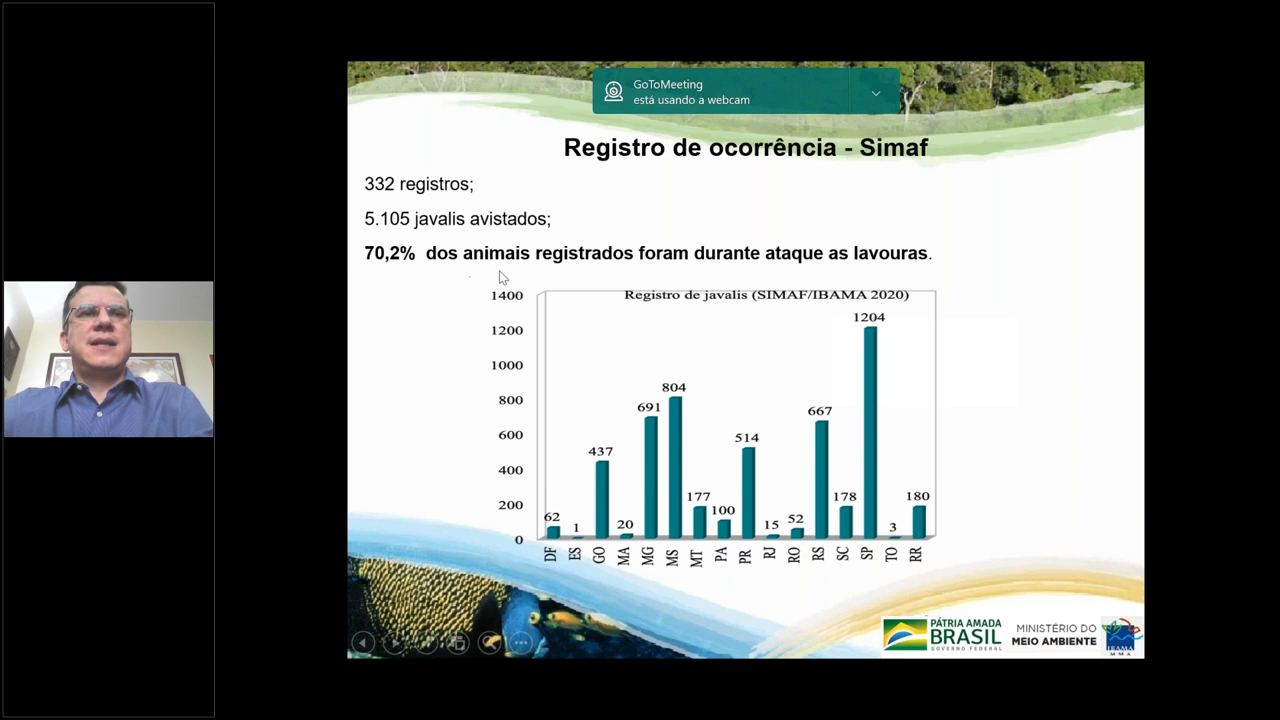 GoToMeeting
está usando a webcam
Registro de ocorrência - Simaf
332 registros;
5.105 javalis avistados;
70,2% dos animais registrados foram durante ataque as lavouras.
Registro de javalis (SIMAF/IBAMA 2020)
1400
1200
1000
800
600
400
200
0
62
1
437
20
691
804
177
100
514
15
52
667
178
1204
3
180
DF
ES
GO
MA
MG
MS
MT
PA
PR
RJ
RO
RS
SC
SP
TO
RR
PÁTRIA AMADA
BRASIL
GOVERNO FEDERAL
MINISTÉRIO DO
MEIO AMBIENTE
IBAMA
M M A